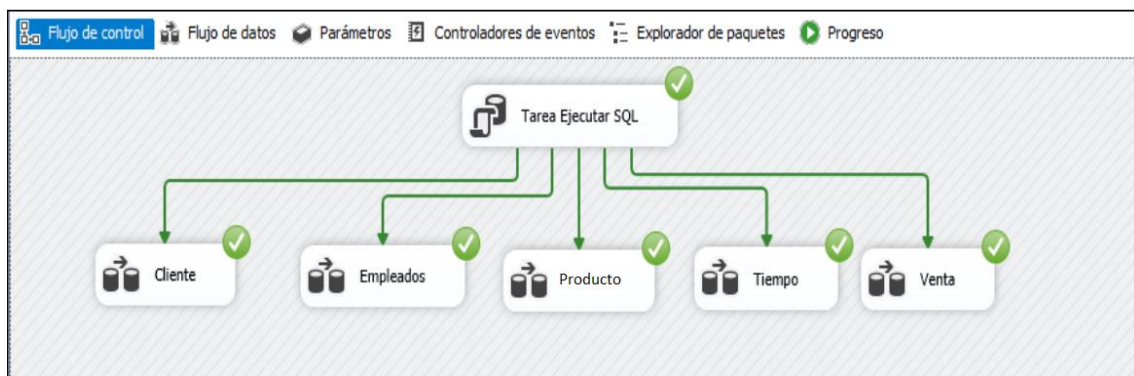 Flujo de control Flujo de datos Parámetros Controladores de eventos Explorador de paquetes Progreso
Tarea Ejecutar SQL
Cliente Empleados Producto Tiempo Venta